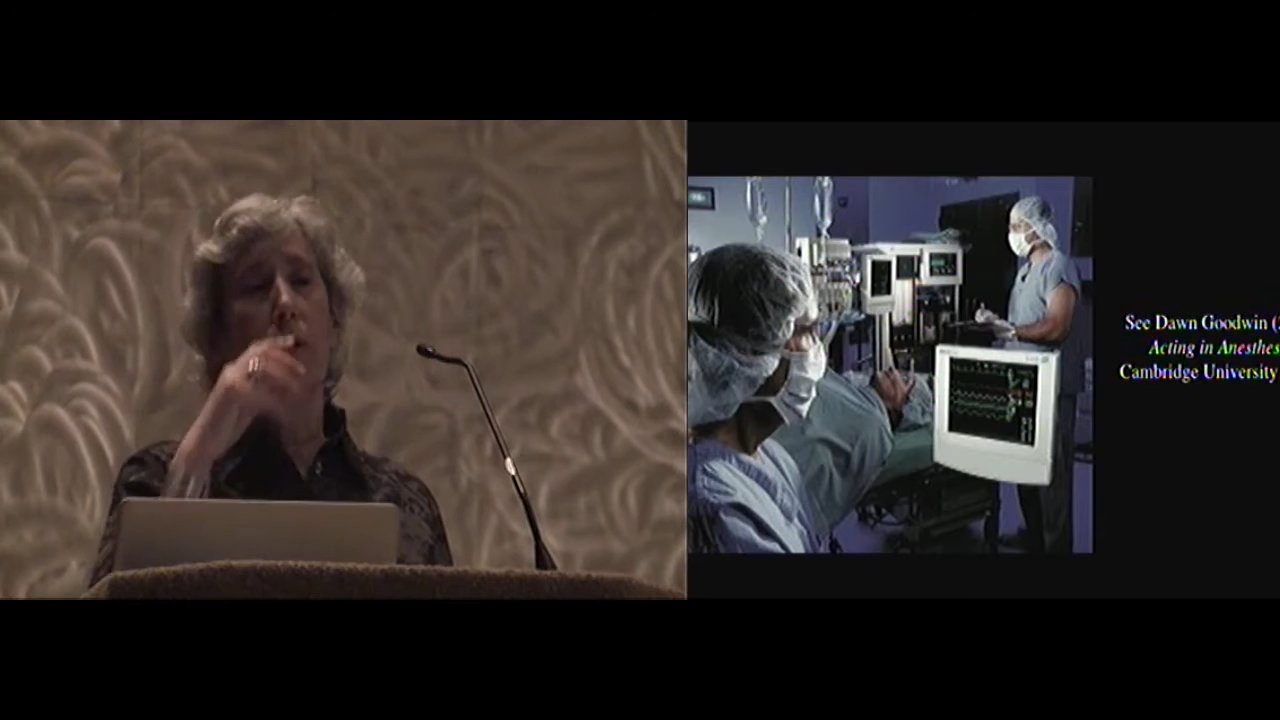 See Dawn Goodwin (
Acting in Anesthes
Cambridge University